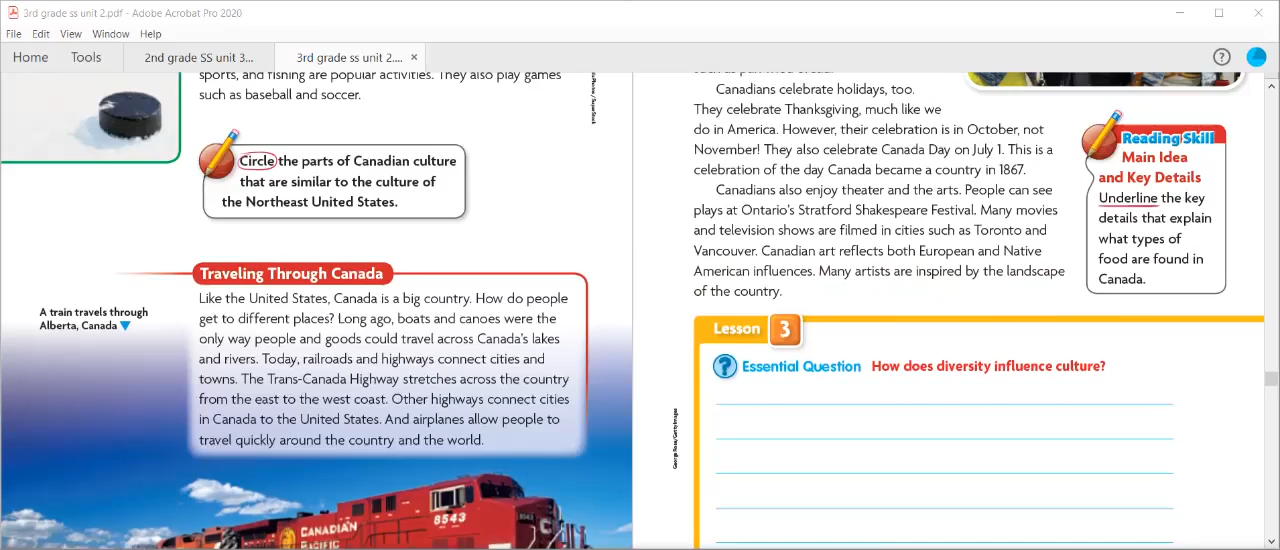 3rd grade ss unit 2.pdf - Adobe Acrobat Pro 2020
File Edit View Window Help
Home Tools 2nd grade SS unit 3... 3rd grade ss unit 2.... ×
sports, and fishing are popular activities. They also play games
such as baseball and soccer.
Circle the parts of Canadian culture
that are similar to the culture of
the Northeast United States.
Traveling Through Canada
A train travels through
Alberta, Canada
Like the United States, Canada is a big country. How do people
get to different places? Long ago, boats and canoes were the
only way people and goods could travel across Canada's lakes
and rivers. Today, railroads and highways connect cities and
towns. The Trans-Canada Highway stretches across the country
from the east to the west coast. Other highways connect cities
in Canada to the United States. And airplanes allow people to
travel quickly around the country and the world.
CANADIAN
PACIFIC
8543
8543
Canadians celebrate holidays, too.
They celebrate Thanksgiving, much like we
do in America. However, their celebration is in October, not
November! They also celebrate Canada Day on July 1. This is a
celebration of the day Canada became a country in 1867.
Canadians also enjoy theater and the arts. People can see
plays at Ontario's Stratford Shakespeare Festival. Many movies
and television shows are filmed in cities such as Toronto and
Vancouver. Canadian art reflects both European and Native
American influences. Many artists are inspired by the landscape
of the country.
Reading Skill
Main Idea
and Key Details
Underline the key
details that explain
what types of
food are found in
Canada.
Lesson 3
? Essential Question How does diversity influence culture?
George Rose/Getty Images